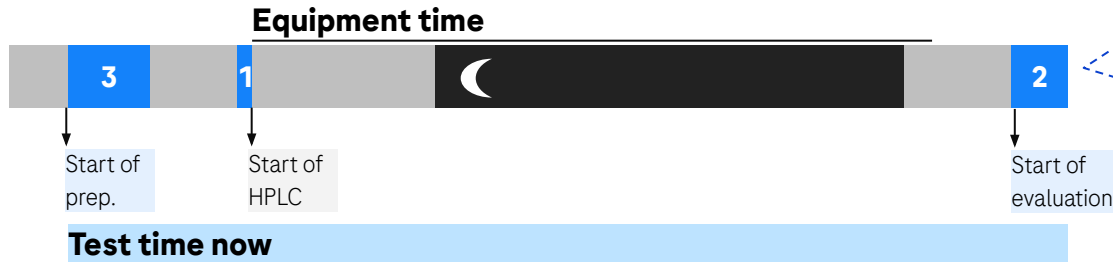 Equipment time
3
1
2
Start of
prep.
Start of
HPLC
Start of
evaluation
Test time now